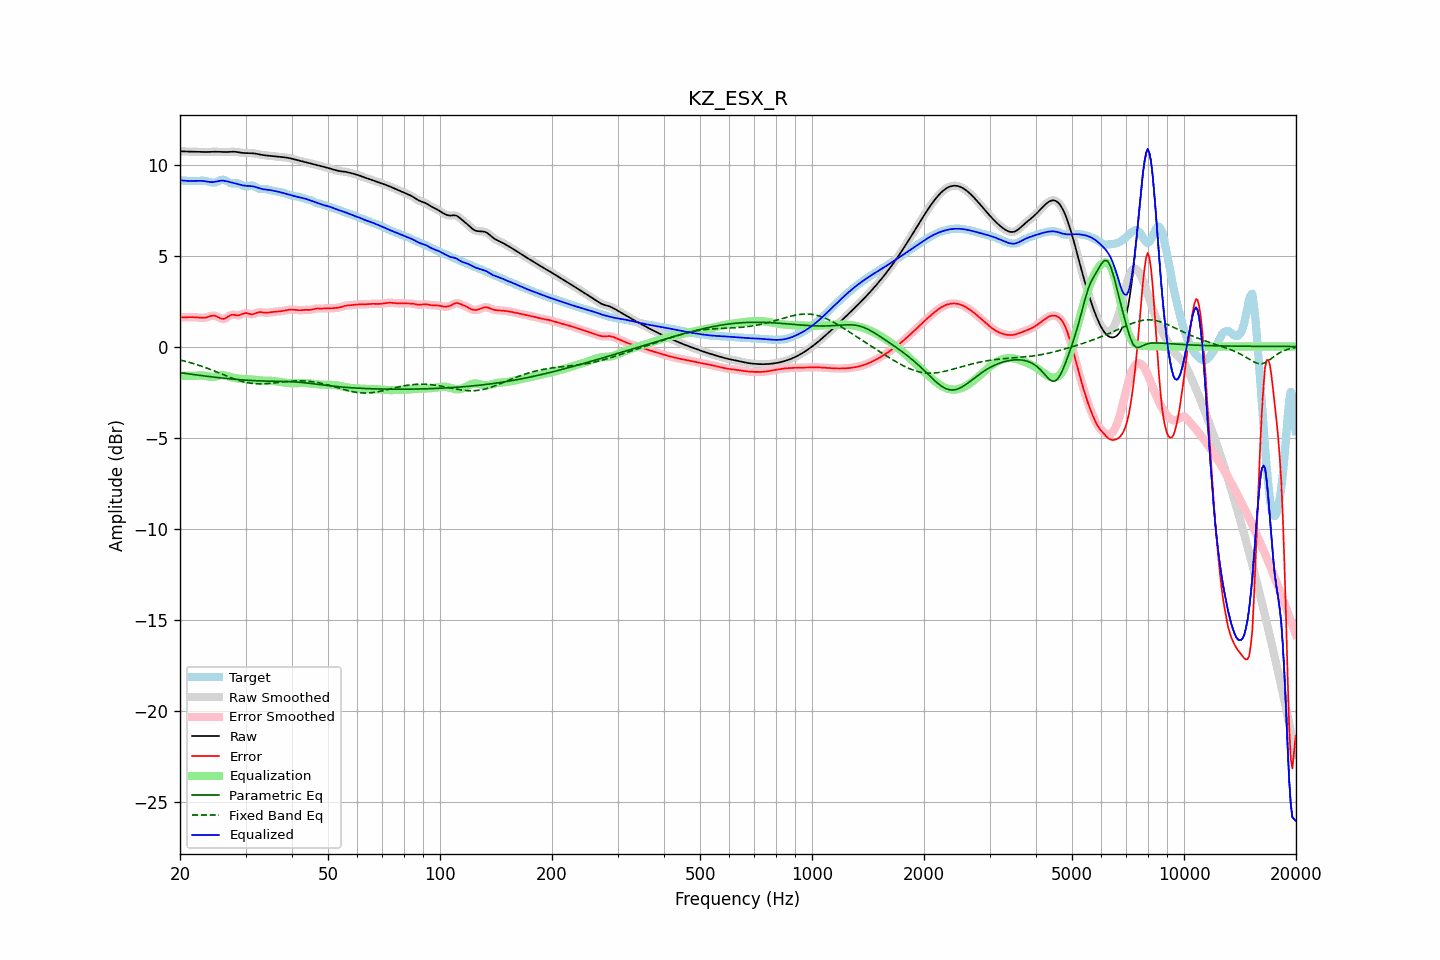 KZ_ESX_R
Amplitude (dBr)
10
5
0
−5
−10
−15
−20
−25
Target
Raw Smoothed
Error Smoothed
Raw
Error
Equalization
Parametric Eq
Fixed Band Eq
Equalized
20 50 100 200 500 1000 2000 5000 10000 20000
Frequency (Hz)